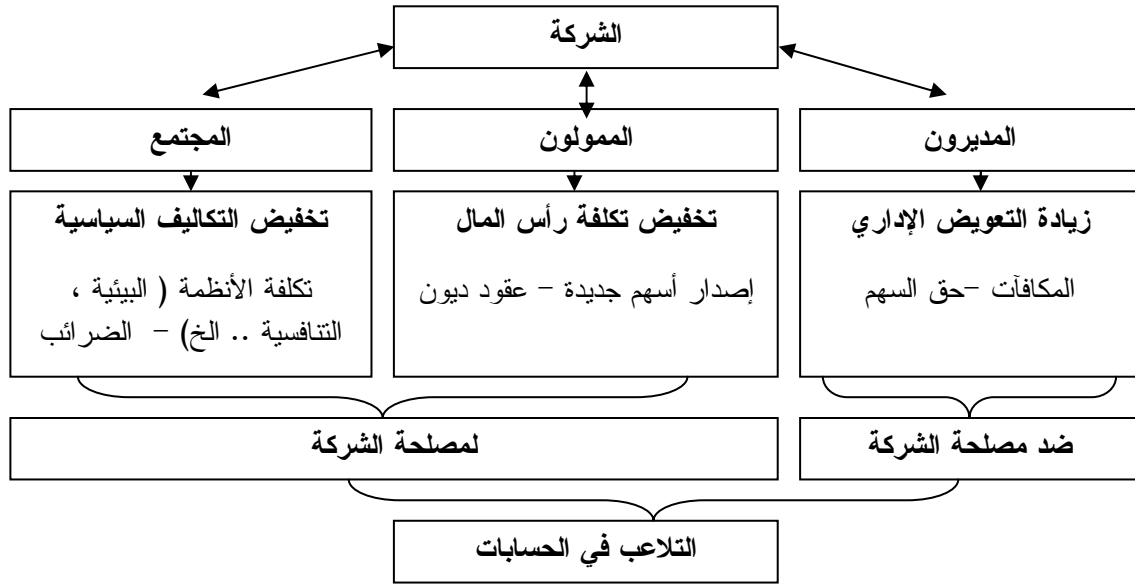 الشركة
المديرون
الممولون
المجتمع
زيادة التعويض الإداري
المكافآت –حق السهم
تخفيض تكلفة رأس المال
إصدار أسهم جديدة – عقود ديون
تخفيض التكاليف السياسية
تكلفة الأنظمة ( البيئية ،
التنافسية .. الخ) – الضرائب
ضد مصلحة الشركة
لمصلحة الشركة
التلاعب في الحسابات